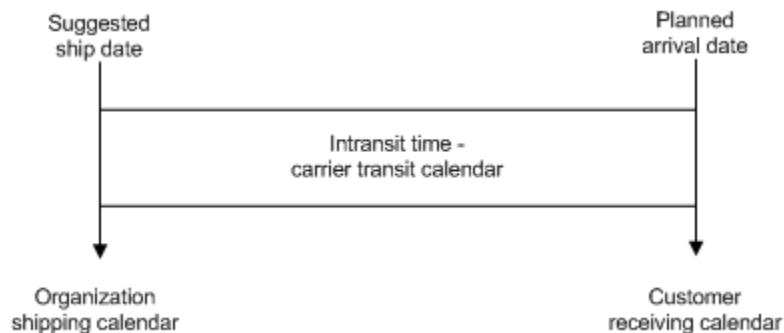 Suggested
ship date
Planned
arrival date
Intransit time -
carrier transit calendar
Organization
shipping calendar
Customer
receiving calendar